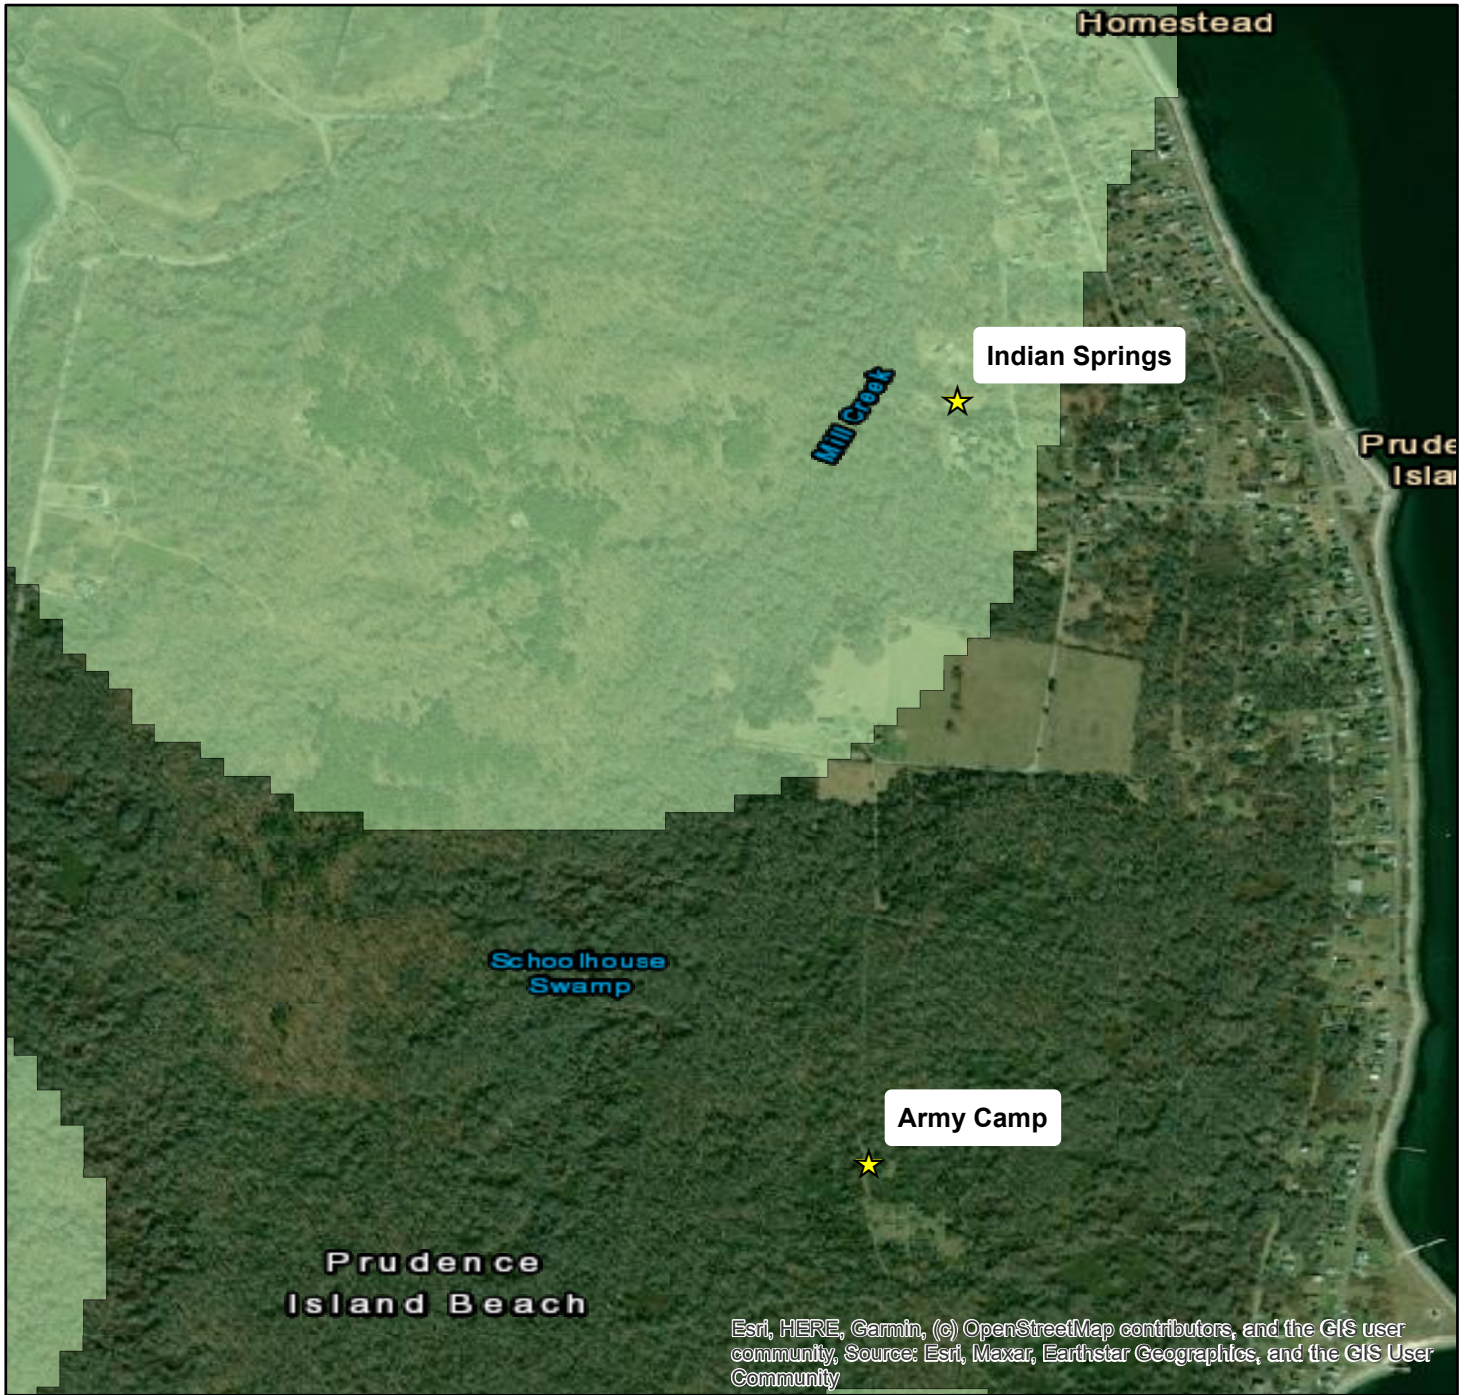 Homestead
Indian Springs
Mill Creek
Prude
Islan
Schoolhouse
Swamp
Army Camp
Prudence
Island Beach
Esri, HERE, Garmin, (c) OpenStreetMap contributors, and the GIS user
community, Source: Esri, Maxar, Earthstar Geographics, and the GIS User
Community